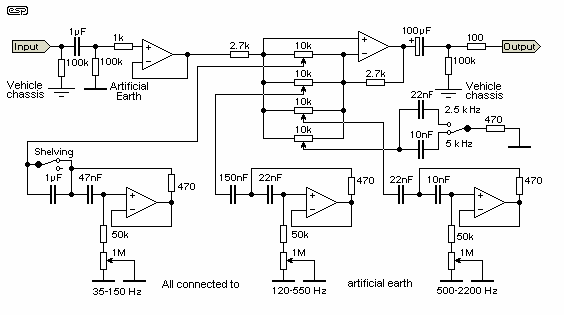 esp
Input
1µF
1k
100k
100k
Vehicle
chassis
Artificial
Earth
2.7k
10k
10k
10k
10k
2.7k
100µF
+
100
Output
100k
Vehicle
chassis
22nF
2.5 kHz
10nF
5 kHz
470
Shelving
1µF
47nF
470
50k
1M
35-150 Hz
150nF
22nF
470
50k
1M
120-550 Hz
22nF
10nF
470
50k
1M
500-2200 Hz
All connected to
artificial earth